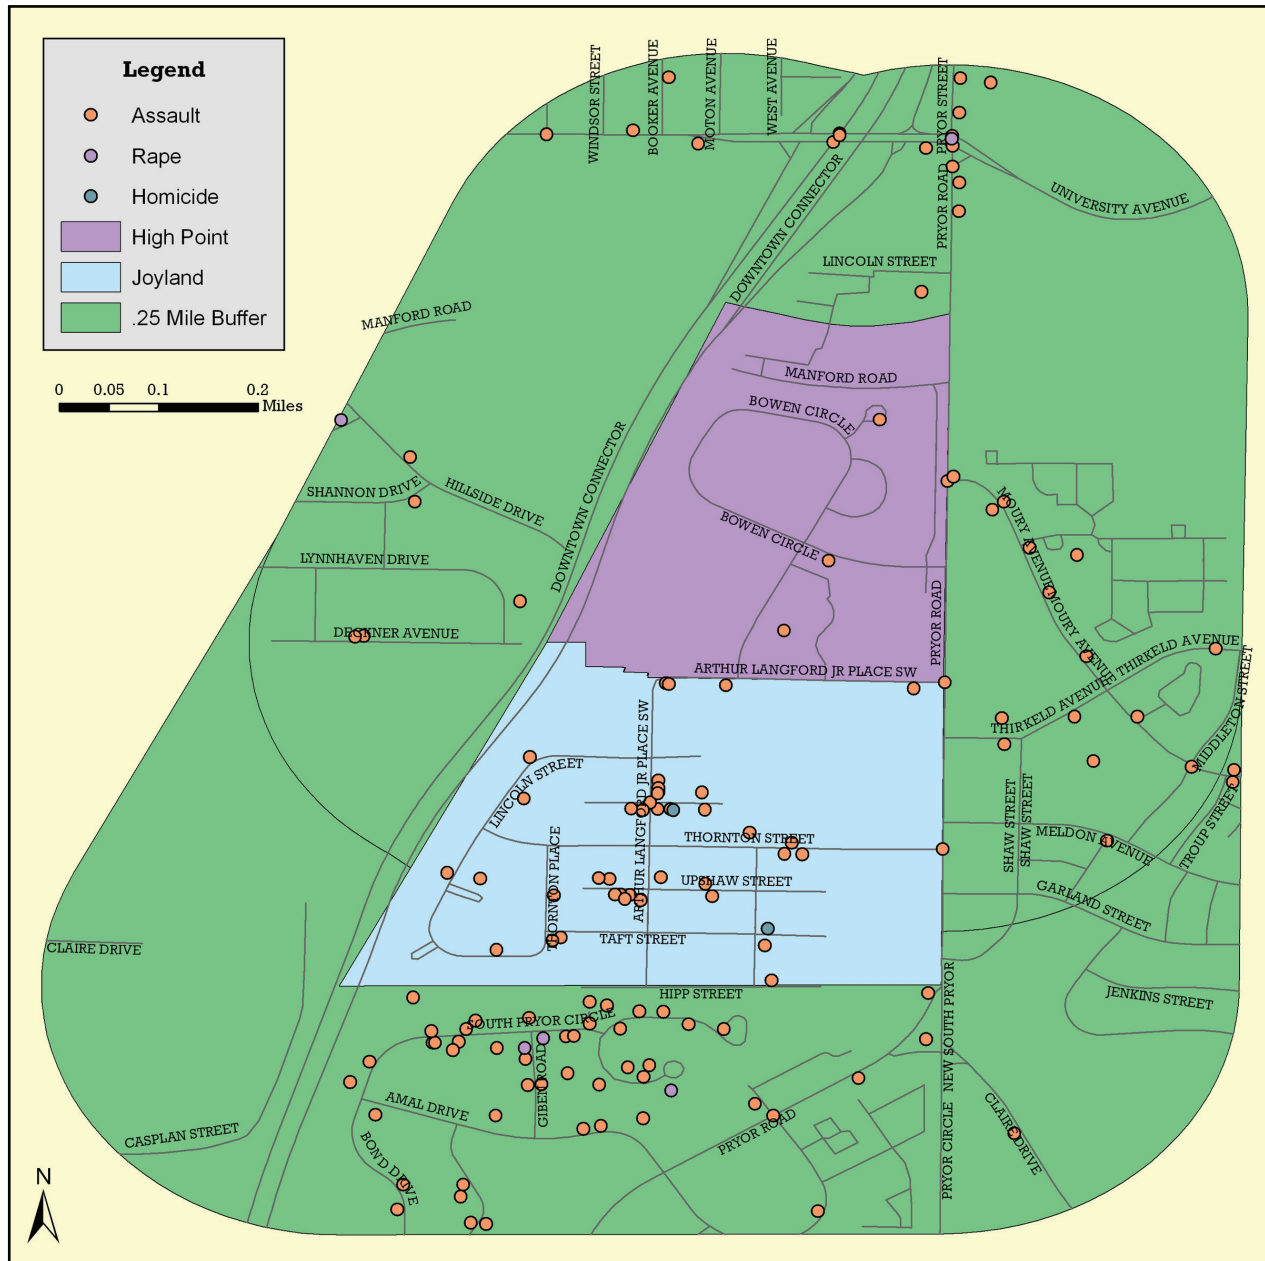 Legend
Assault
Rape
Homicide
High Point
Joyland
.25 Mile Buffer
0 0.05 0.1 0.2
Miles
WINDSOR STREET
BOOKER AVENUE
MOTON AVENUE
WEST AVENUE
PRYOR STREET
DOWNTOWN CONNECTOR
PRYOR ROAD
UNIVERSITY AVENUE
LINCOLN STREET
MANFORD ROAD
MANFORD ROAD
BOWEN CIRCLE
DOWNTOWN CONNECTOR
SHANNON DRIVE
HILLSIDE DRIVE
MOURY AVENUE
BOWEN CIRCLE
LYNNHAVEN DRIVE
DECKNER AVENUE
PRYOR ROAD
MOURY AVENUE
THIRKELD AVENUE
ARTHUR LANGFORD JR PLACE SW
THIRKELD AVENUE
MIDDLETON STREET
ARTHUR LANGFORD JR PLACE SW
LINCOLN STREET
THORNTON STREET
SHAW STREET
SHAW STREET
MELDON AVENUE
TROUP STREET
THORNTON PLACE
UPSHAW STREET
GARLAND STREET
TAFT STREET
CLAIRE DRIVE
HIPP STREET
NEW SOUTH PRYOR
JENKINS STREET
SOUTH PRYOR CIRCLE
GIBEN ROAD
AMAL DRIVE
PRYOR ROAD
CLAIRE DRIVE
CASPLAN STREET
BOND DRIVE
PRYOR CIRCLE
N